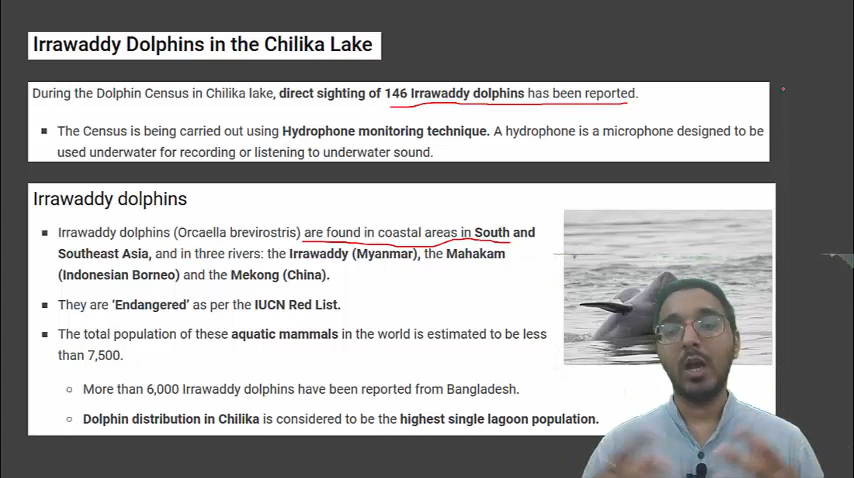 Irrawaddy Dolphins in the Chilika Lake
During the Dolphin Census in Chilika lake, direct sighting of 146 Irrawaddy dolphins has been reported.
■ The Census is being carried out using Hydrophone monitoring technique. A hydrophone is a microphone designed to be
used underwater for recording or listening to underwater sound.
Irrawaddy dolphins
■ Irrawaddy dolphins (Orcaella brevirostris) are found in coastal areas in South and
Southeast Asia, and in three rivers: the Irrawaddy (Myanmar), the Mahakam
(Indonesian Borneo) and the Mekong (China).
■ They are ‘Endangered’ as per the IUCN Red List.
■ The total population of these aquatic mammals in the world is estimated to be less
than 7,500.
○ More than 6,000 Irrawaddy dolphins have been reported from Bangladesh.
○ Dolphin distribution in Chilika is considered to be the highest single lagoon population.